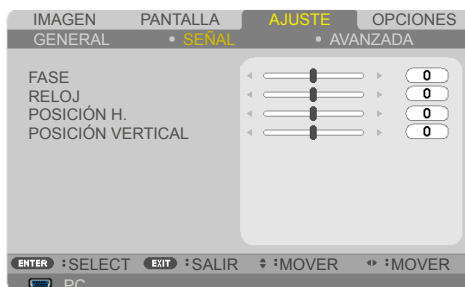 IMAGEN PANTALLA AJUSTE OPCIONES
GENERAL • SEÑAL • AVANZADA
FASE 0
RELOJ 0
POSICIÓN H. 0
POSICIÓN VERTICAL 0
ENTER :SELECT EXIT :SALIR :MOVER :MOVER
PC